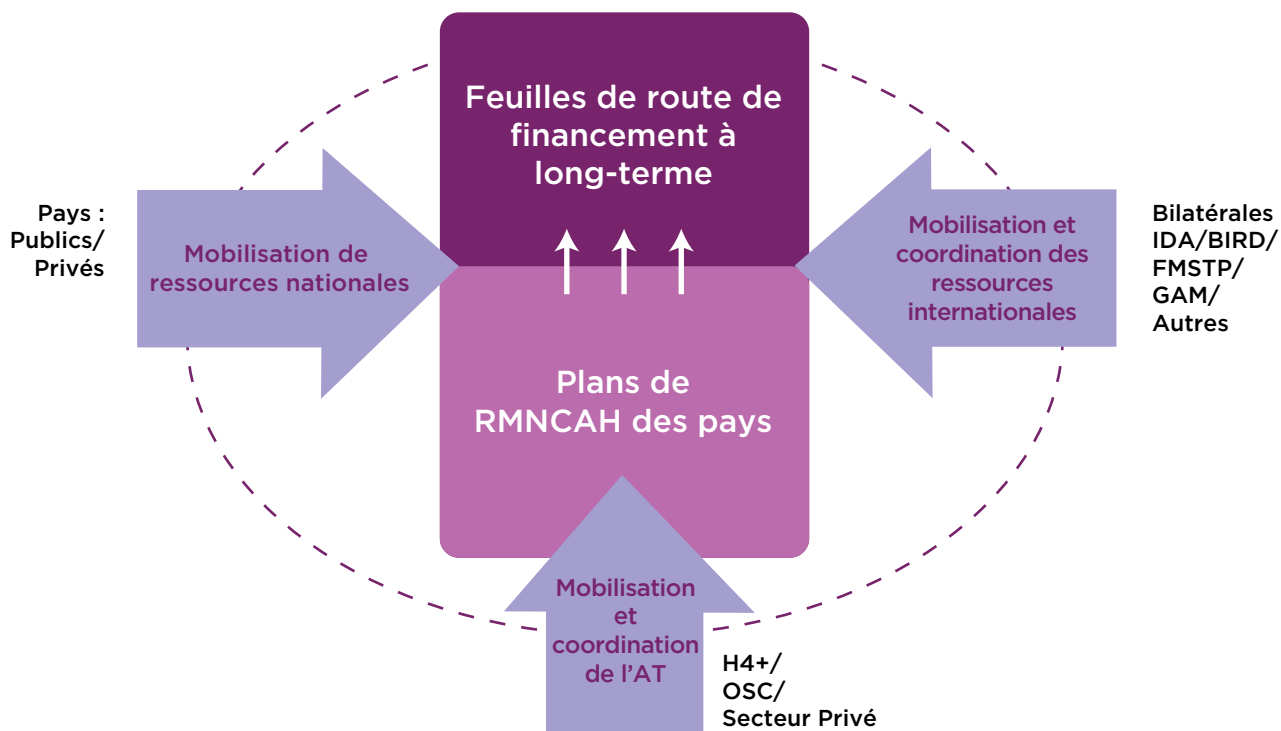 Feuilles de route de
financement à
long-terme
Pays :
Publics/
Privés
Mobilisation de
ressources nationales
Mobilisation et
coordination des
ressources
internationales
Bilatérales
IDA/BIRD/
FMSTP/
GAM/
Autres
Plans de
RMNCAH des pays
Mobilisation
et
coordination
de l'AT
H4+/
OSC/
Secteur Privé